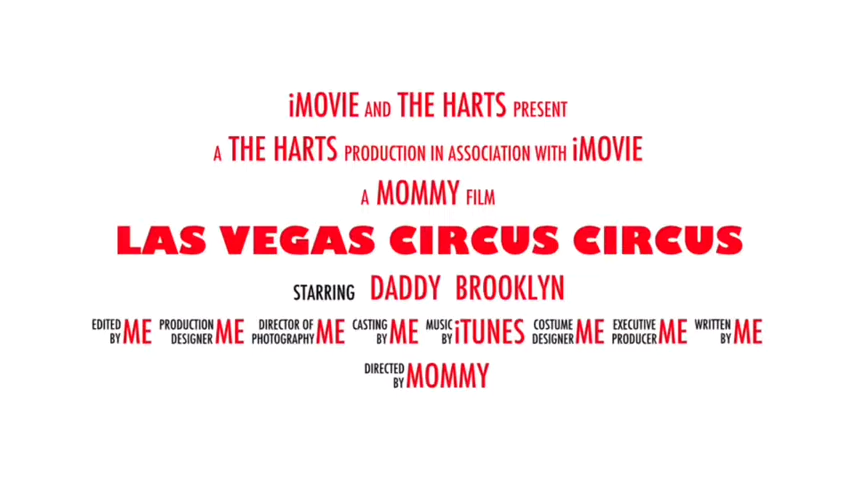 iMOVIE AND THE HARTS PRESENT
A THE HARTS PRODUCTION IN ASSOCIATION WITH iMOVIE
A MOMMY FILM
LAS VEGAS CIRCUS CIRCUS
STARRING DADDY BROOKLYN
EDITED BY ME PRODUCTION DESIGNER ME DIRECTOR OF PHOTOGRAPHY ME CASTING BY ME MUSIC BY iTUNES COSTUME DESIGNER ME EXECUTIVE PRODUCER ME WRITTEN BY ME
DIRECTED BY MOMMY